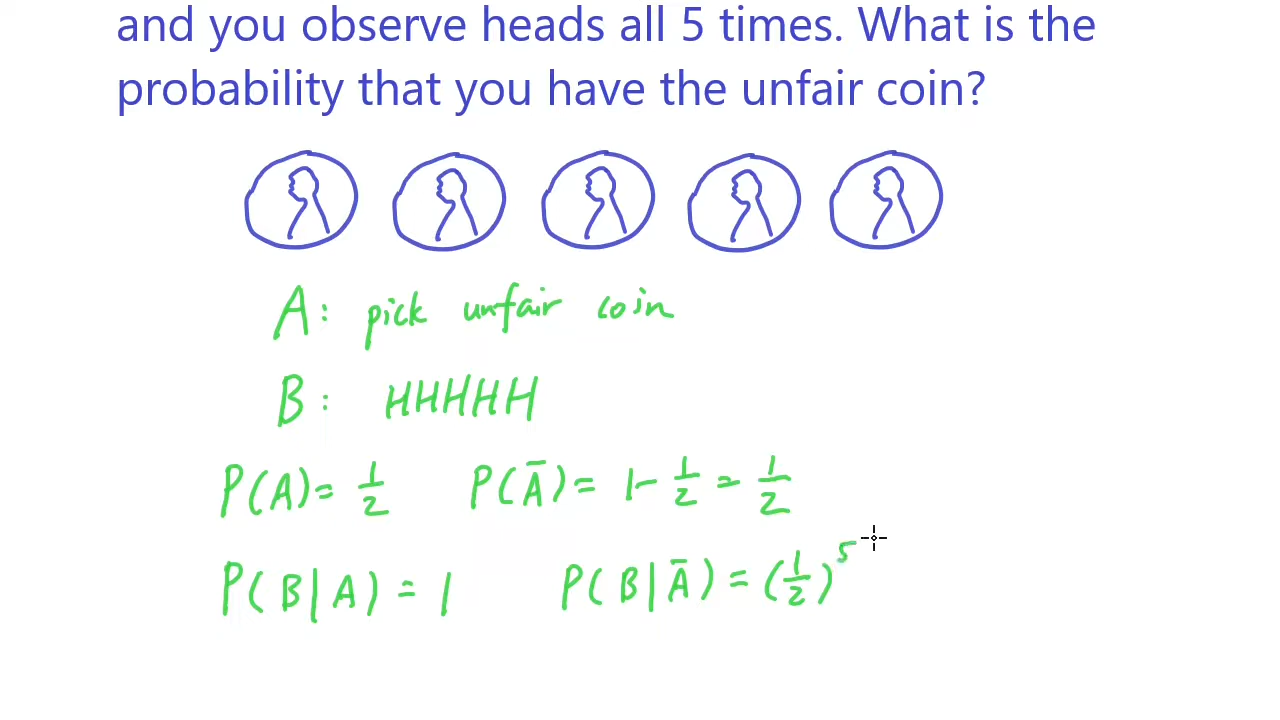 and you observe heads all 5 times. What is the
probability that you have the unfair coin?
A: pick unfair coin
B: HHHHH
P(A) = 1/2 P(Ā) = 1 - 1/2 = 1/2
P(B|A) = 1 P(B|Ā) = (1/2)^5